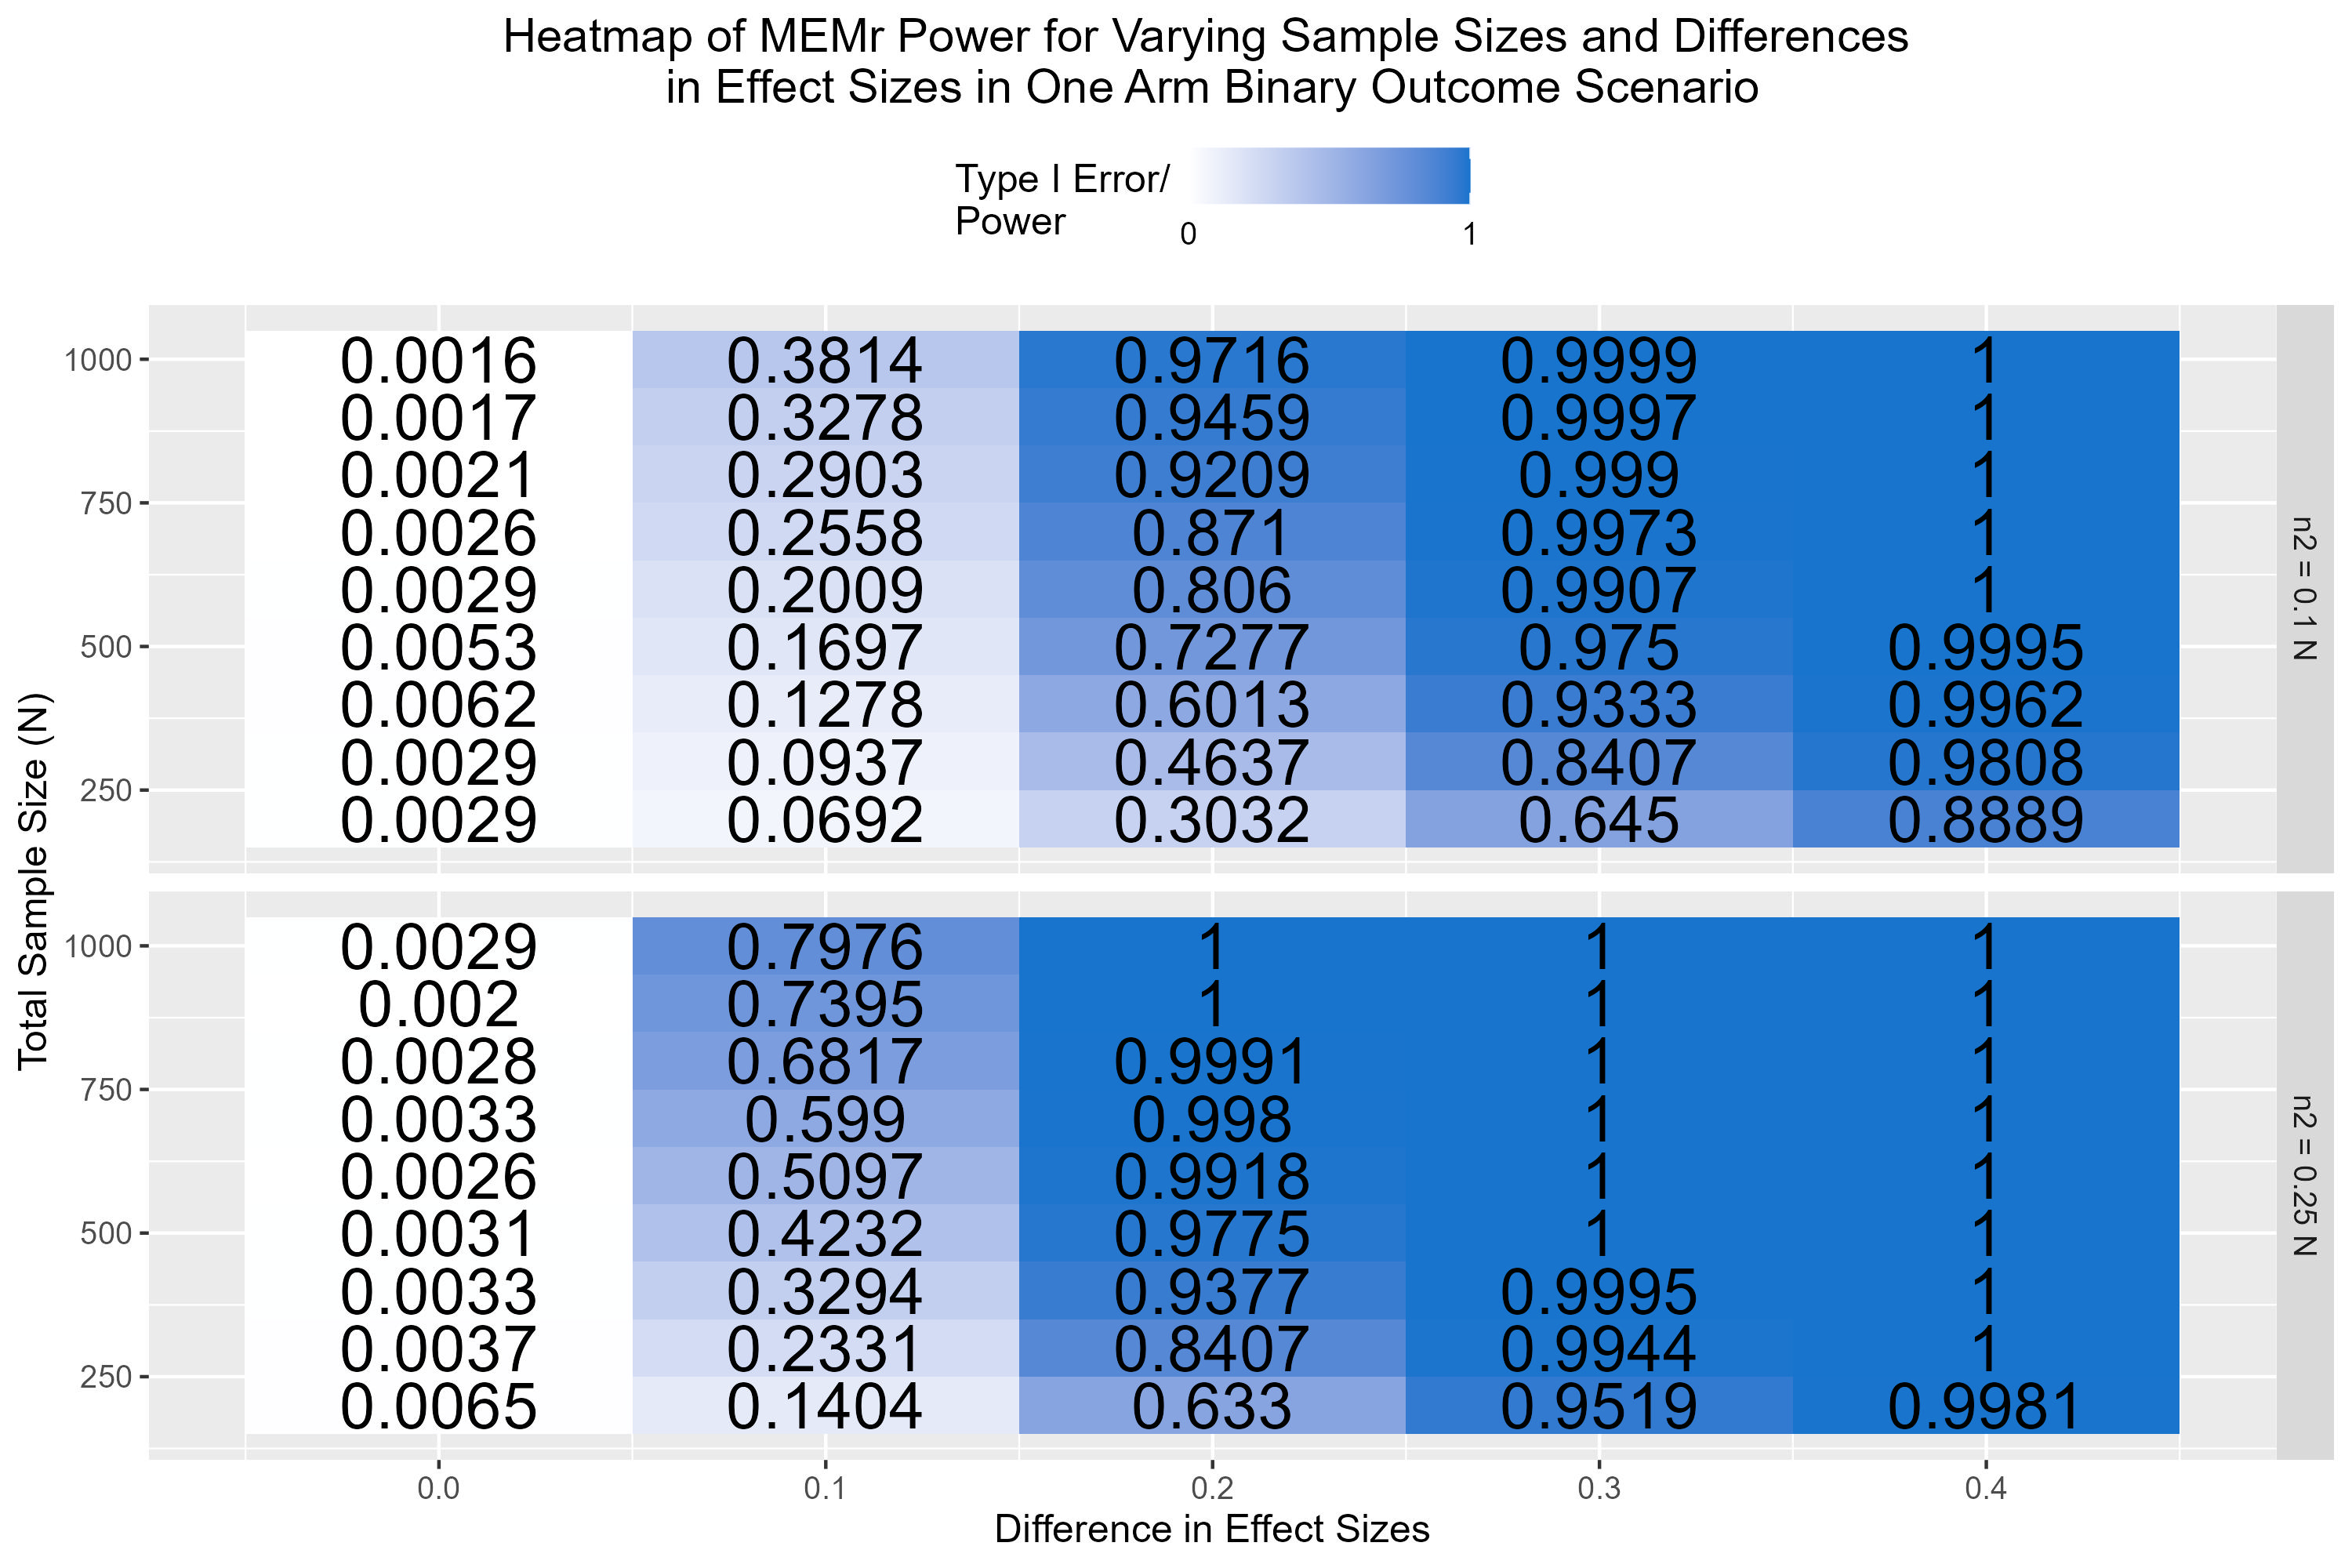 Heatmap of MEMr Power for Varying Sample Sizes and Differences
in Effect Sizes in One Arm Binary Outcome Scenario
Type I Error/
Power
0 1
1000 0.0016 0.3814 0.9716 0.9999 1
0.0017 0.3278 0.9459 0.9997 1
0.0021 0.2903 0.9209 0.999 1
750
0.0026 0.2558 0.871 0.9973 1
0.0029 0.2009 0.806 0.9907 1
500 0.0053 0.1697 0.7277 0.975 0.9995
0.0062 0.1278 0.6013 0.9333 0.9962
0.0029 0.0937 0.4637 0.8407 0.9808
250
0.0029 0.0692 0.3032 0.645 0.8889
n2 = 0.1 N
Total Sample Size (N)
1000 0.0029 0.7976 1 1 1
0.002 0.7395 1 1 1
0.0028 0.6817 0.9991 1 1
750
0.0033 0.599 0.998 1 1
0.0026 0.5097 0.9918 1 1
500 0.0031 0.4232 0.9775 1 1
0.0033 0.3294 0.9377 0.9995 1
0.0037 0.2331 0.8407 0.9944 1
250
0.0065 0.1404 0.633 0.9519 0.9981
n2 = 0.25 N
0.0 0.1 0.2 0.3 0.4
Difference in Effect Sizes